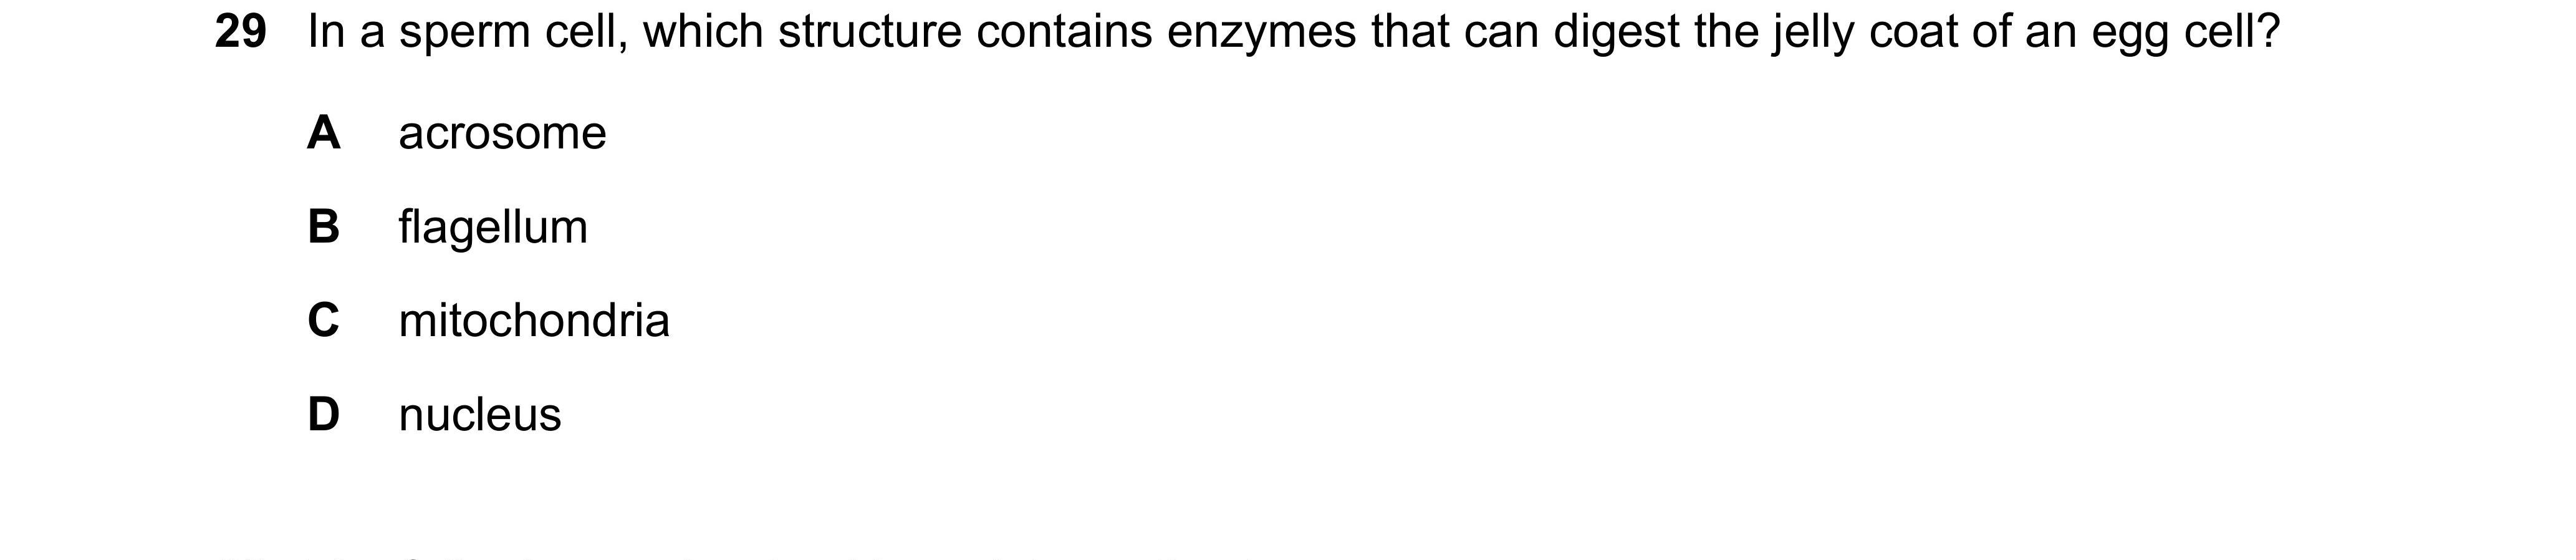 29 In a sperm cell, which structure contains enzymes that can digest the jelly coat of an egg cell?
A acrosome
B flagellum
C mitochondria
D nucleus